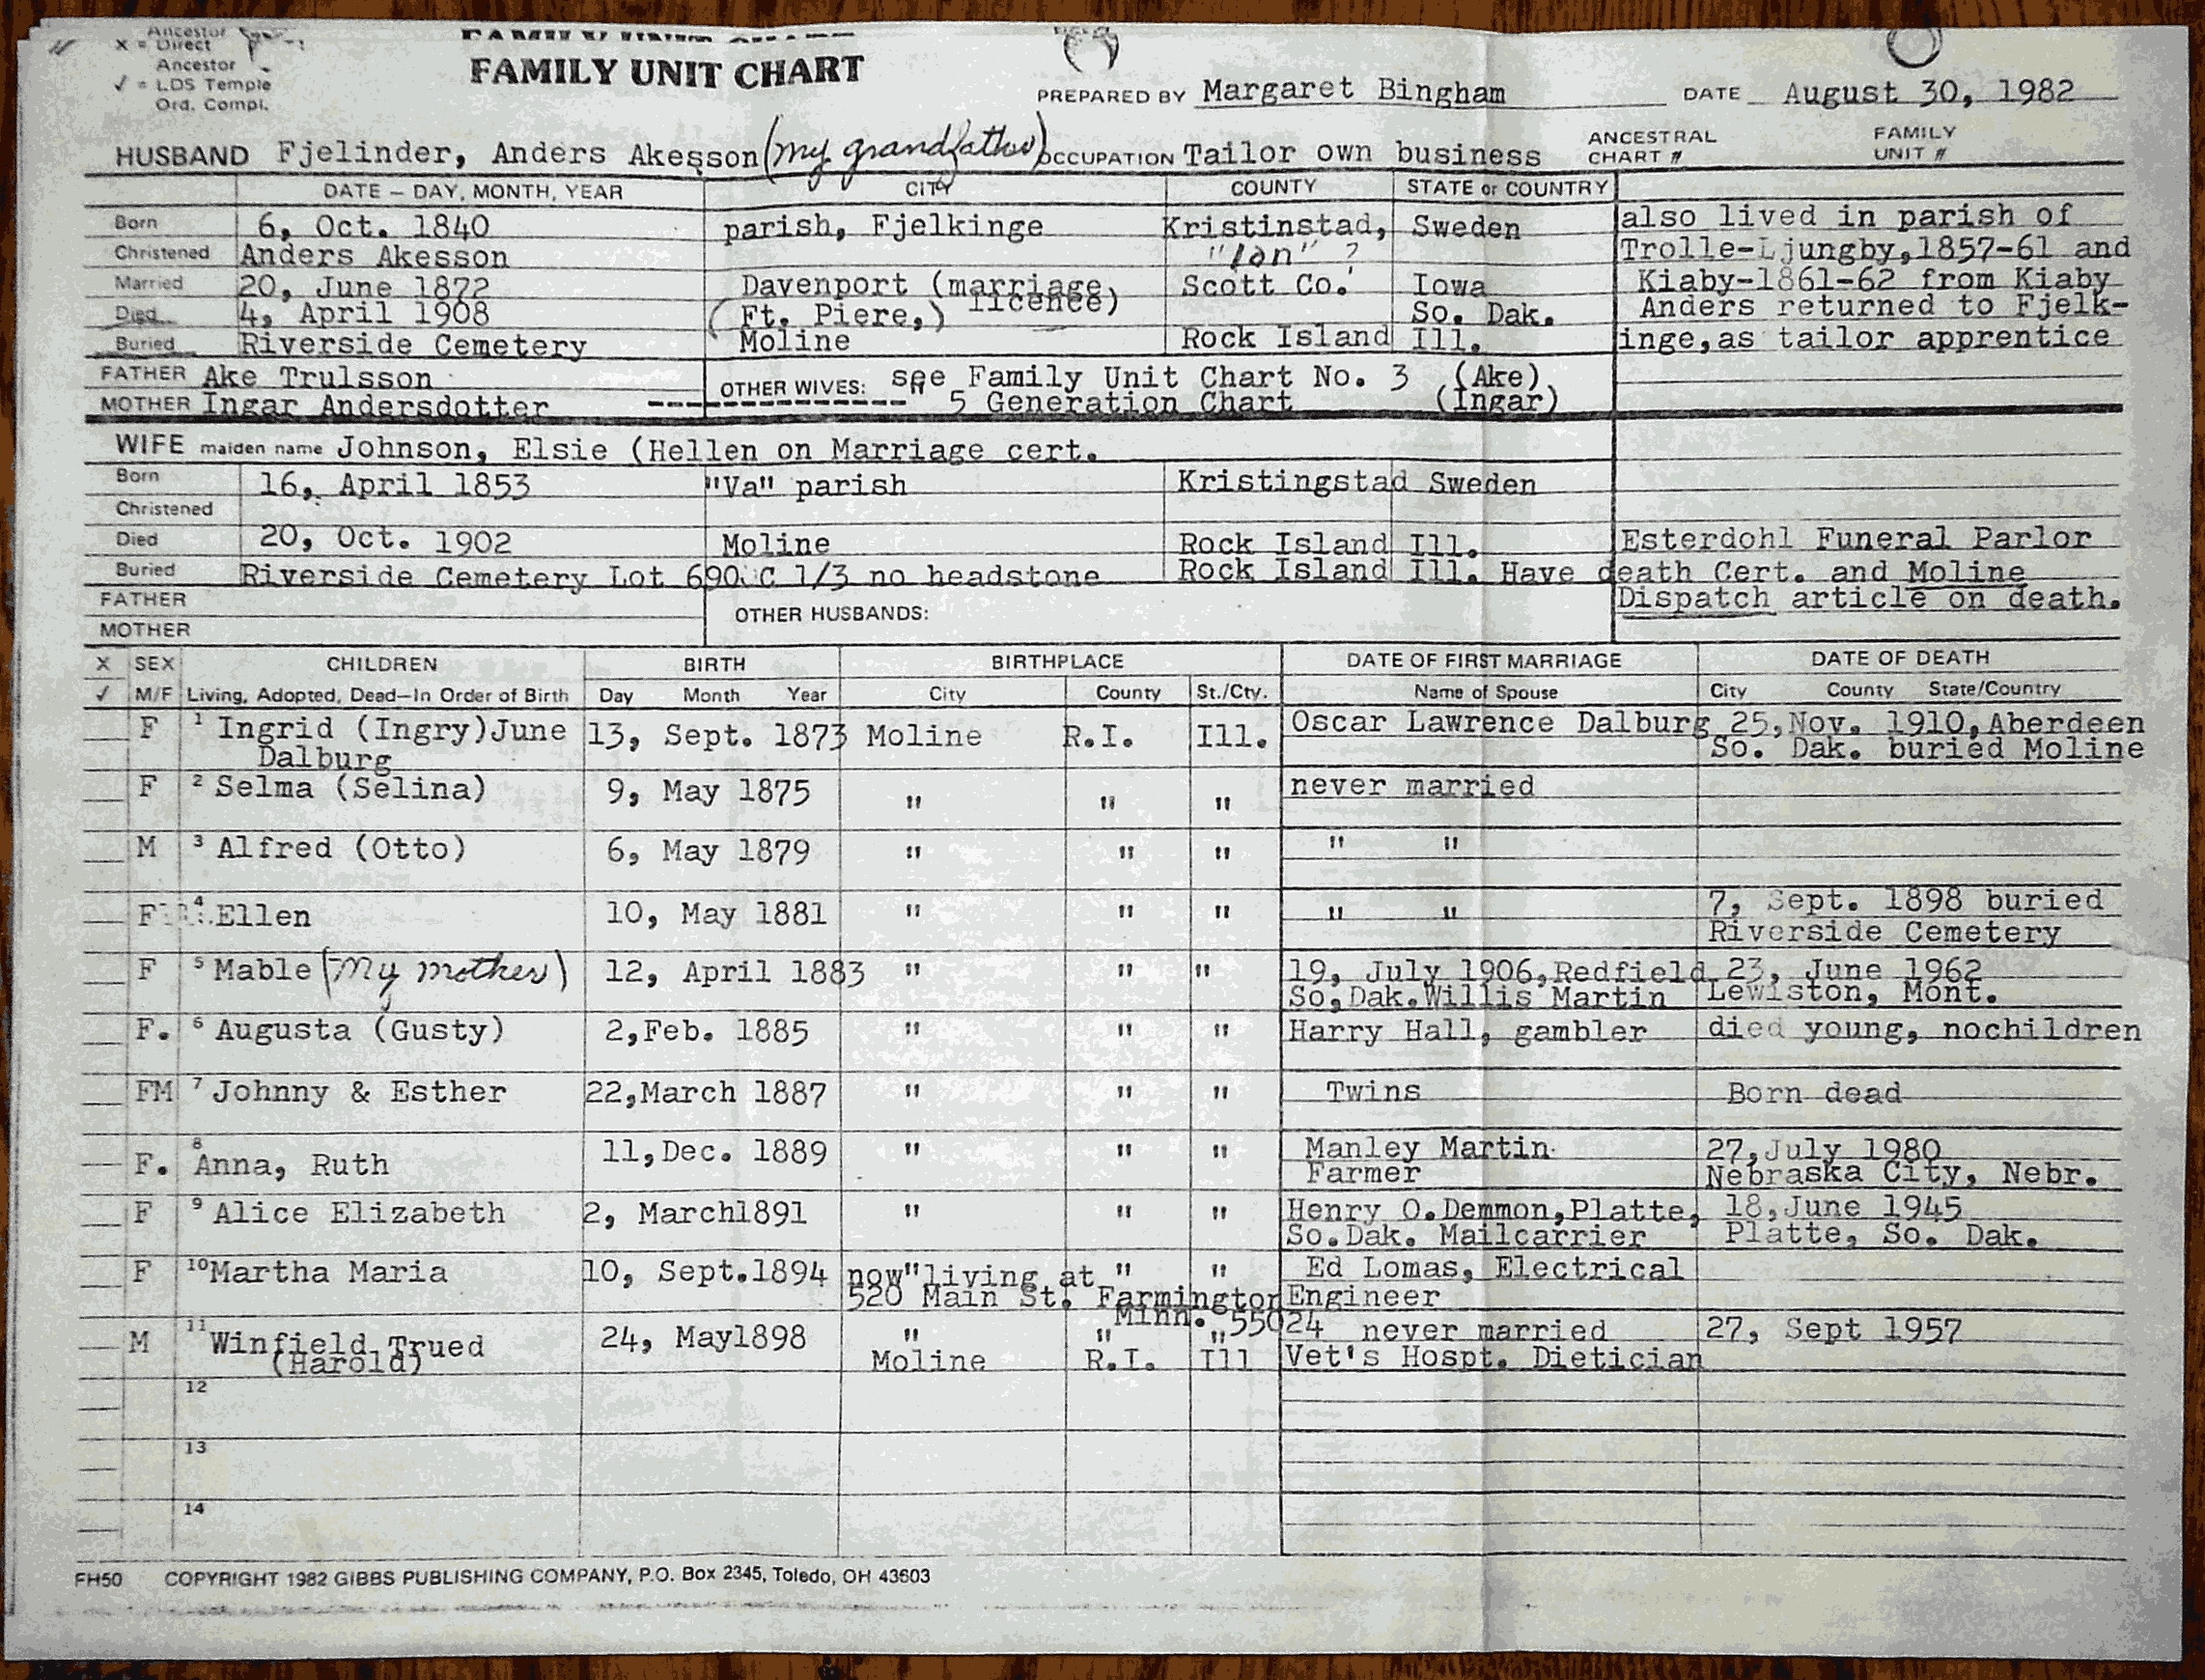 Ancestor
X = Direct
Ancestor
✓ = LDS Temple
Ord. Compl.
FAMILY UNIT CHART
FAMILY UNIT CHART
PREPARED BY Margaret Bingham DATE August 30, 1982
HUSBAND Fjelinder, Anders Akesson (my grandfather) OCCUPATION Tailor own business ANCESTRAL CHART # FAMILY UNIT #
DATE – DAY, MONTH, YEAR CITY COUNTY STATE or COUNTRY
Born 6, Oct. 1840 parish, Fjelkinge Kristinstad, Sweden also lived in parish of
Christened Anders Akesson "lan" ? Trolle-Ljungby,1857-61 and
Married 20, June 1872 Davenport (marriage licence) Scott Co. Iowa Kiaby-1861-62 from Kiaby
Died 4, April 1908 (Ft. Piere,) So. Dak. Anders returned to Fjelk-
Buried Riverside Cemetery Moline Rock Island Ill. inge,as tailor apprentice
FATHER Ake Trulsson OTHER WIVES: see Family Unit Chart No. 3 (Ake)
MOTHER Ingar Andersdotter 5 Generation Chart (Ingar)
WIFE maiden name Johnson, Elsie (Hellen on Marriage cert.
Born 16, April 1853 "Va" parish Kristingstad Sweden
Christened
Died 20, Oct. 1902 Moline Rock Island Ill. Esterdohl Funeral Parlor
Buried Riverside Cemetery Lot 690 C 1/3 no headstone Rock Island Ill. Have death Cert. and Moline
FATHER Dispatch article on death.
OTHER HUSBANDS:
MOTHER
X SEX CHILDREN BIRTH BIRTHPLACE DATE OF FIRST MARRIAGE DATE OF DEATH
✓ M/F Living, Adopted, Dead–In Order of Birth Day Month Year City County St./Cty. Name of Spouse City County State/Country
F 1 Ingrid (Ingry)June 13, Sept. 1873 Moline R.I. Ill. Oscar Lawrence Dalburg 25,Nov. 1910,Aberdeen
Dalburg So. Dak. buried Moline
F 2 Selma (Selina) 9, May 1875 " " " never married
M 3 Alfred (Otto) 6, May 1879 " " " " "
F 4 Ellen 10, May 1881 " " " " " 7, Sept. 1898 buried
Riverside Cemetery
F 5 Mable (My mother) 12, April 1883 " " " 19, July 1906,Redfield 23, June 1962
So,Dak.Willis Martin Lewiston, Mont.
F. 6 Augusta (Gusty) 2,Feb. 1885 " " " Harry Hall, gambler died young, nochildren
FM 7 Johnny & Esther 22,March 1887 " " " Twins Born dead
F. 8 Anna, Ruth 11,Dec. 1889 " " " Manley Martin 27,July 1980
Farmer Nebraska City, Nebr.
F 9 Alice Elizabeth 2, March1891 " " " Henry O.Demmon,Platte, 18,June 1945
So.Dak. Mailcarrier Platte, So. Dak.
F 10 Martha Maria 10, Sept.1894 now"living at " " Ed Lomas, Electrical
520 Main St. Farmington Engineer
Minn. 55024
M 11 Winfield Trued 24, May1898 " " " never married 27, Sept 1957
(Harold) Moline R.I. Ill Vet's Hospt. Dietician
12
13
14
FH50 COPYRIGHT 1982 GIBBS PUBLISHING COMPANY, P.O. Box 2345, Toledo, OH 43603